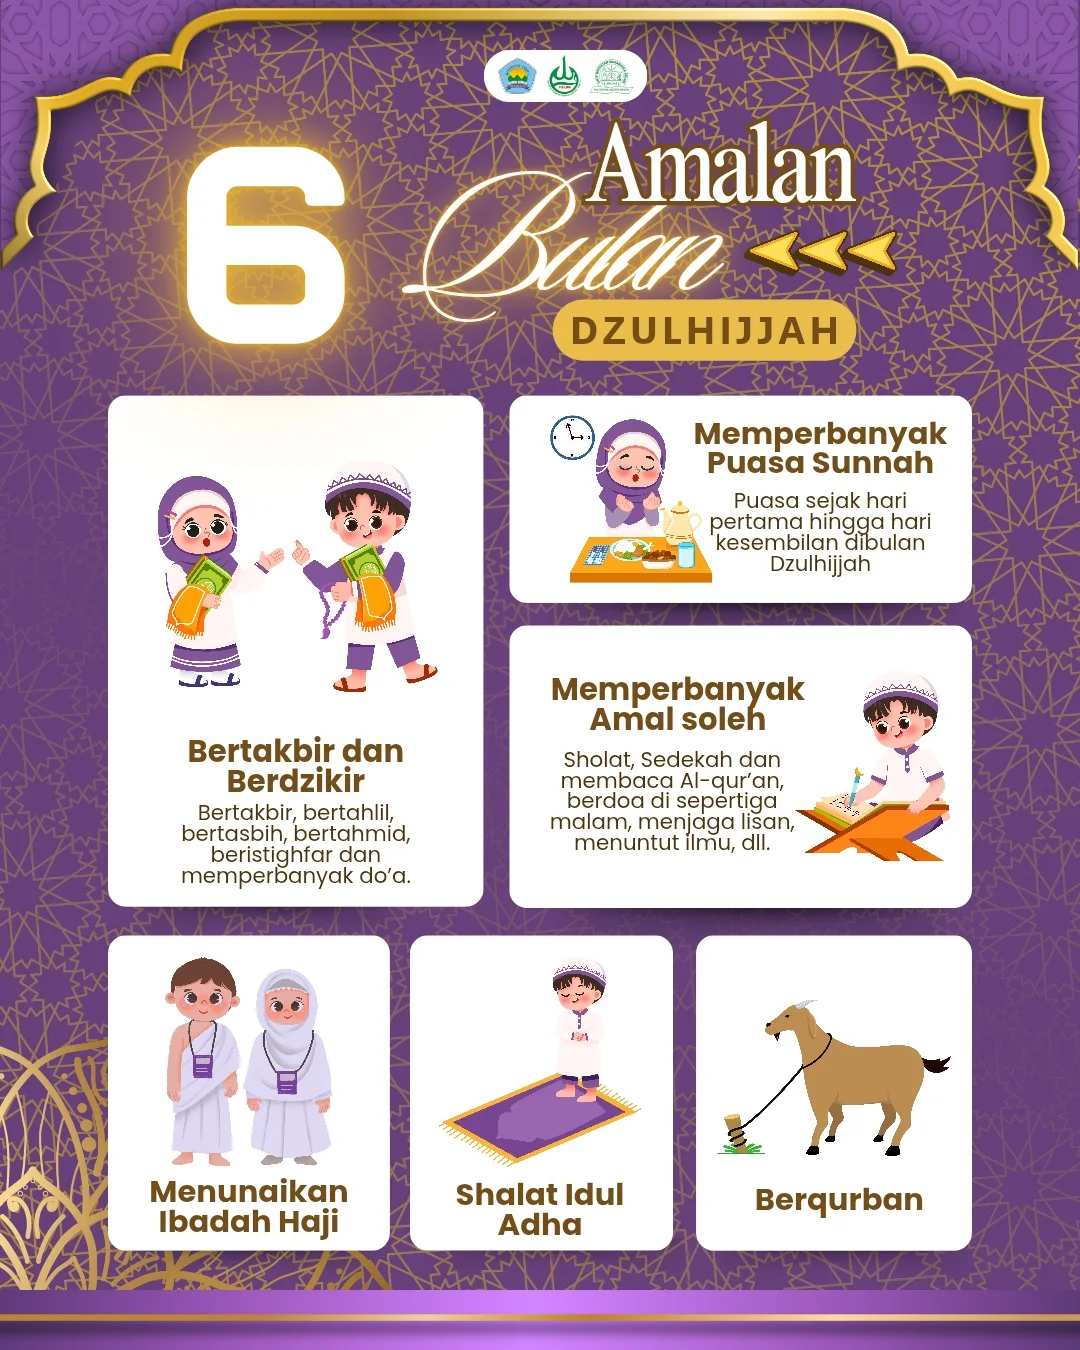 6
Amalan
Bulan
DZULHIJJAH
Bertakbir dan
Berdzikir
Bertakbir, bertahlil,
bertasbih, bertahmid,
beristighfar dan
memperbanyak do’a.
Memperbanyak
Puasa Sunnah
Puasa sejak hari
pertama hingga hari
kesembilan dibulan
Dzulhijjah
Memperbanyak
Amal soleh
Sholat, Sedekah dan
membaca Al-qur’an,
berdoa di sepertiga
malam, menjaga lisan,
menuntut ilmu, dll.
Menunaikan
Ibadah Haji
Shalat Idul
Adha
Berqurban